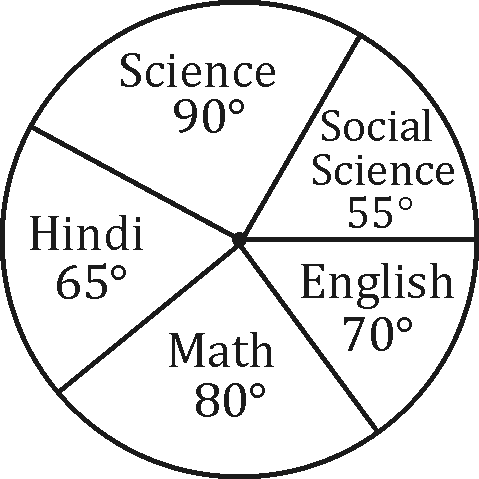 Science
90°
Social
Science
55°
Hindi
65°
English
70°
Math
80°